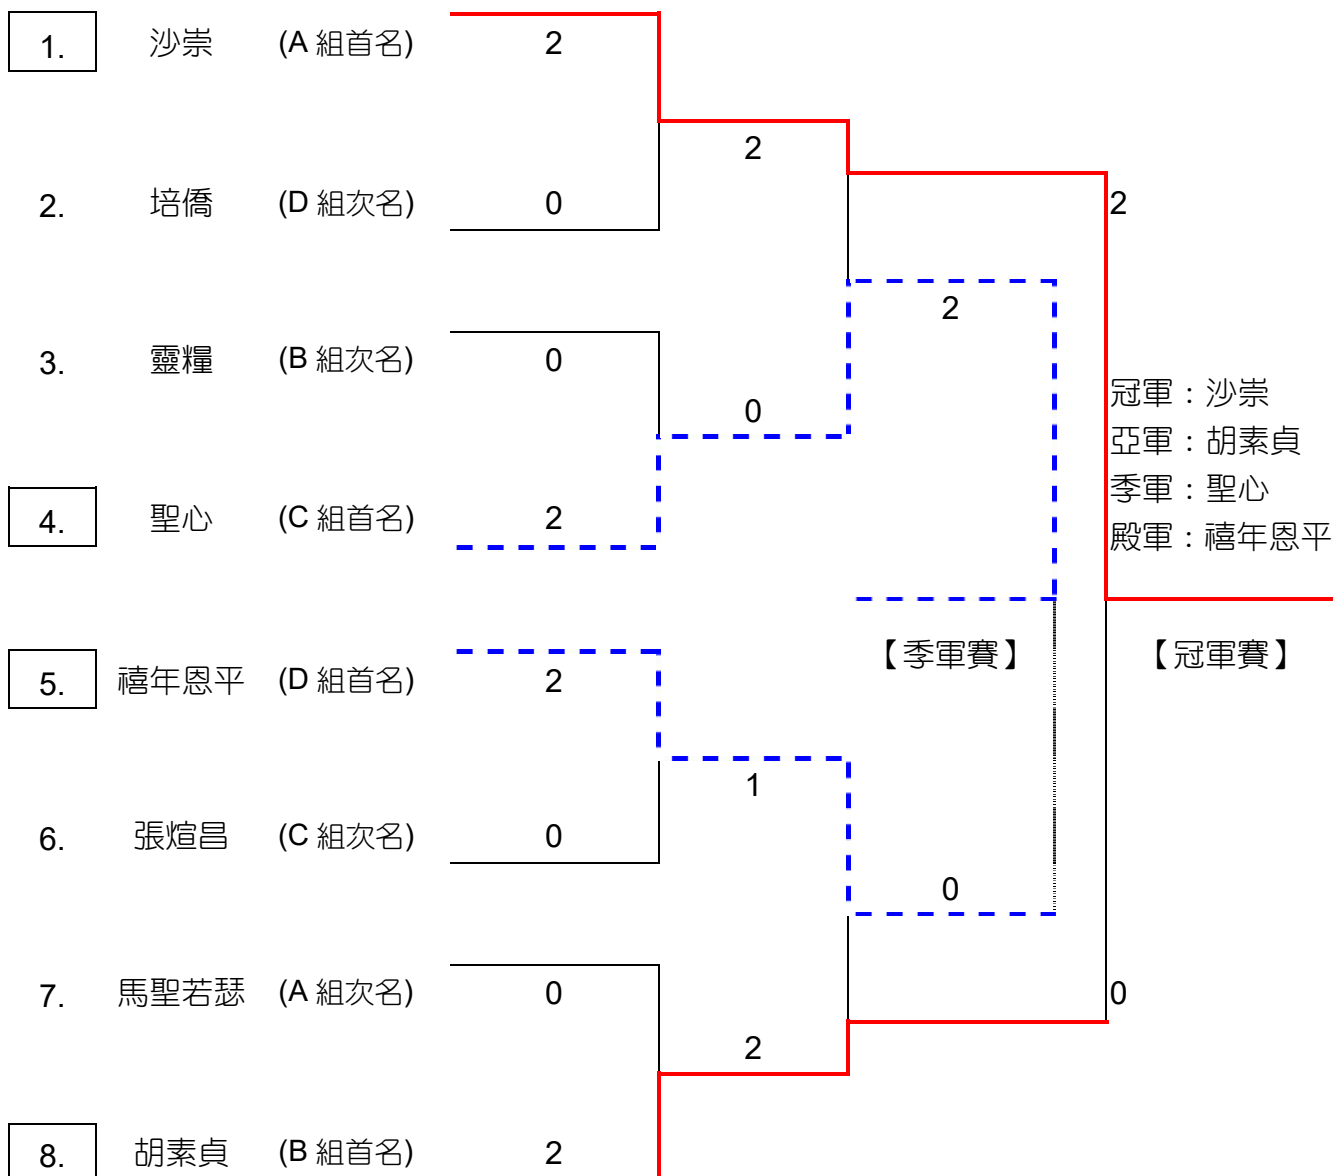 1. 沙崇 (A 組首名) 2
2
2. 培僑 (D 組次名) 0
2
2
3. 靈糧 (B 組次名) 0
0
冠軍：沙崇
亞軍：胡素貞
季軍：聖心
殿軍：禧年恩平
4. 聖心 (C 組首名) 2
【季軍賽】
【冠軍賽】
5. 禧年恩平 (D 組首名) 2
1
6. 張煊昌 (C 組次名) 0
0
7. 馬聖若瑟 (A 組次名) 0
0
2
8. 胡素貞 (B 組首名) 2